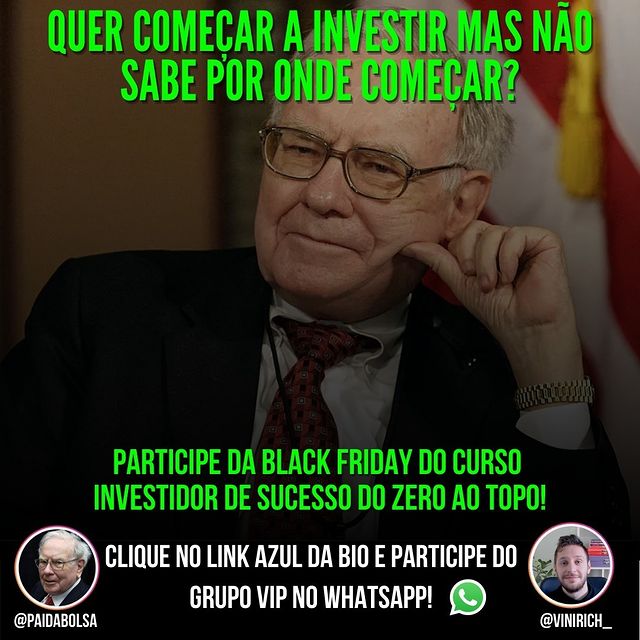 QUER COMEÇAR A INVESTIR MAS NÃO
SABE POR ONDE COMEÇAR?
PARTICIPE DA BLACK FRIDAY DO CURSO
INVESTIDOR DE SUCESSO DO ZERO AO TOPO!
CLIQUE NO LINK AZUL DA BIO E PARTICIPE DO
GRUPO VIP NO WHATSAPP!
@PAIDABOLSA
@VINIRICH_